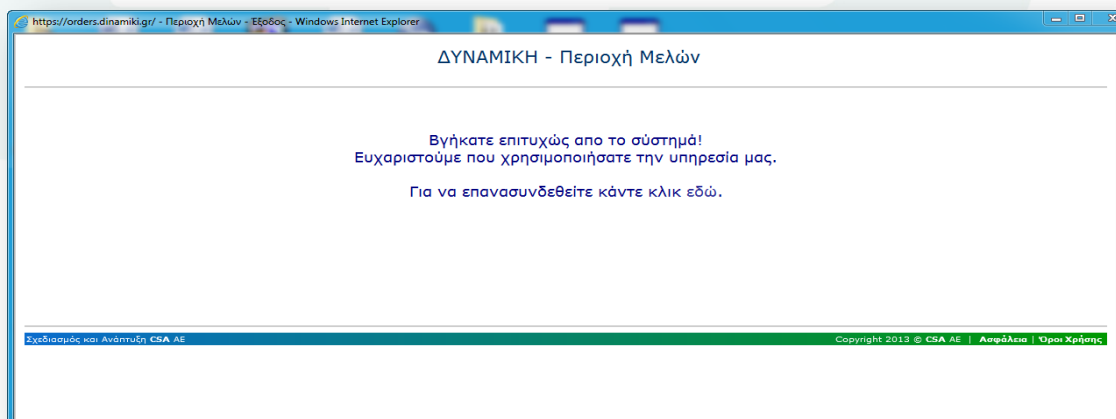 https://orders.dinamiki.gr/ - Περιοχή Μελών - Έξοδος - Windows Internet Explorer
ΔΥΝΑΜΙΚΗ - Περιοχή Μελών
Βγήκατε επιτυχώς απο το σύστημά!
Ευχαριστούμε που χρησιμοποιήσατε την υπηρεσία μας.
Για να επανασυνδεθείτε κάντε κλικ εδώ.
Σχεδιασμός και Ανάπτυξη CSA AE Copyright 2013 © CSA AE | Ασφάλεια | Όροι Χρήσης